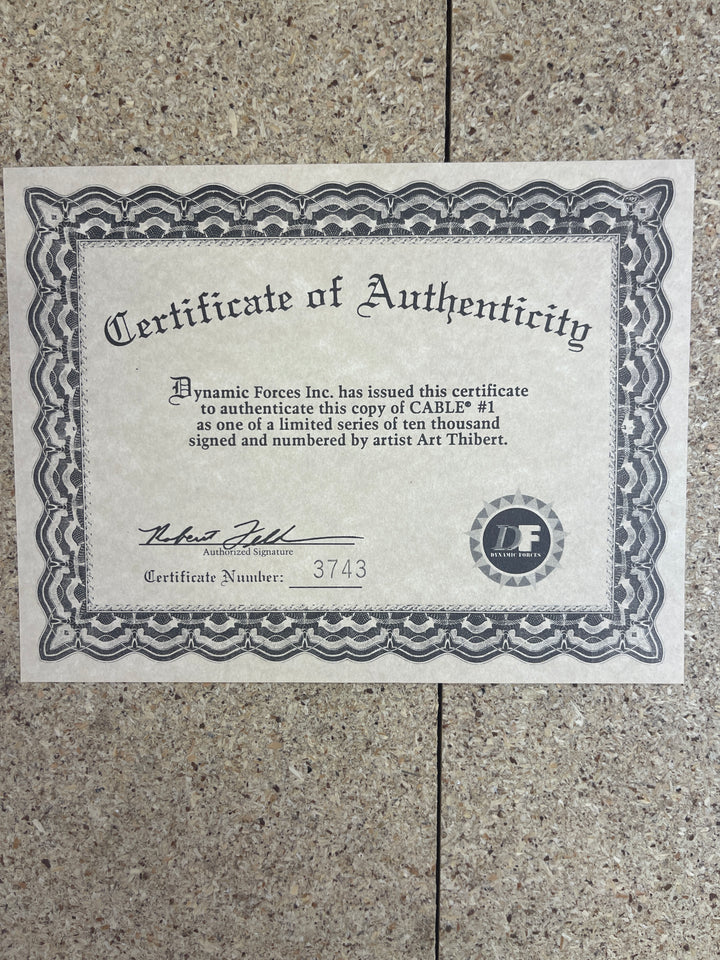 Certificate of Authenticity
Dynamic Forces Inc. has issued this certificate
to authenticate this copy of CABLE® #1
as one of a limited series of ten thousand
signed and numbered by artist Art Thibert.
Authorized Signature
Certificate Number: 3743
DF
DYNAMIC FORCES